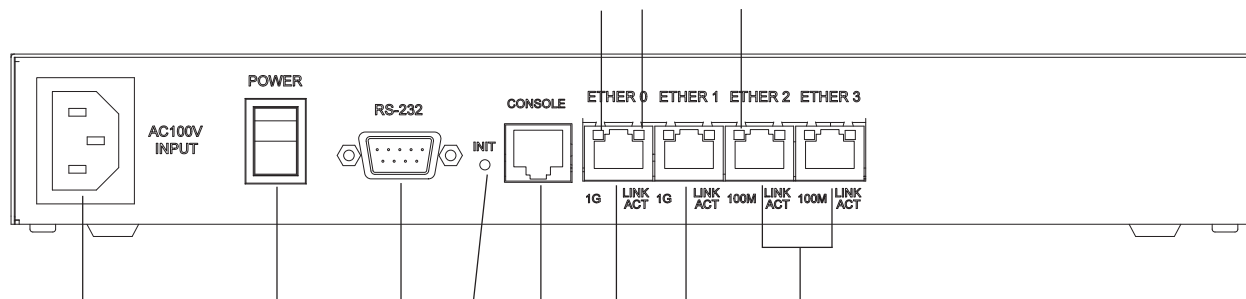 POWER
AC100V
INPUT
RS-232
INIT
CONSOLE
ETHER 0 ETHER 1 ETHER 2 ETHER 3
1G LINK ACT 1G LINK ACT 100M LINK ACT 100M LINK ACT